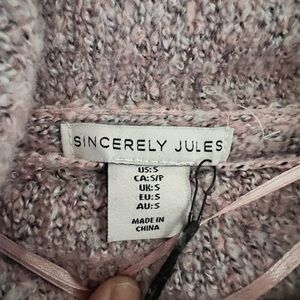 SINCERELY JULES
US:S
CA:S/P
UK:S
EU:S
AU:S
MADE IN
CHINA